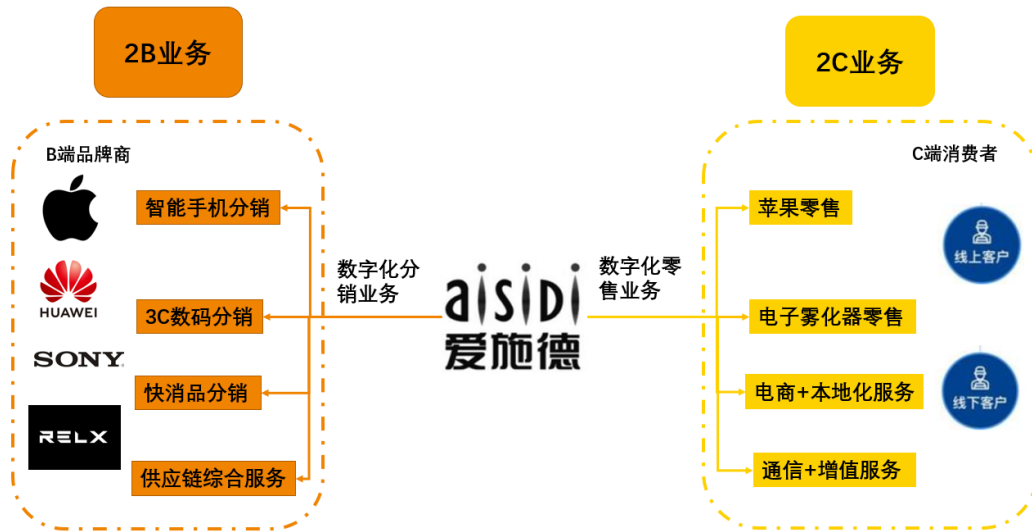 2B业务
2C业务
B端品牌商
C端消费者
智能手机分销
HUAWEI
3C数码分销
SONY
快消品分销
RELX
供应链综合服务
数字化分
销业务
aisiDi
爱施德
数字化零
售业务
苹果零售
电子雾化器零售
电商+本地化服务
通信+增值服务
线上客户
线下客户